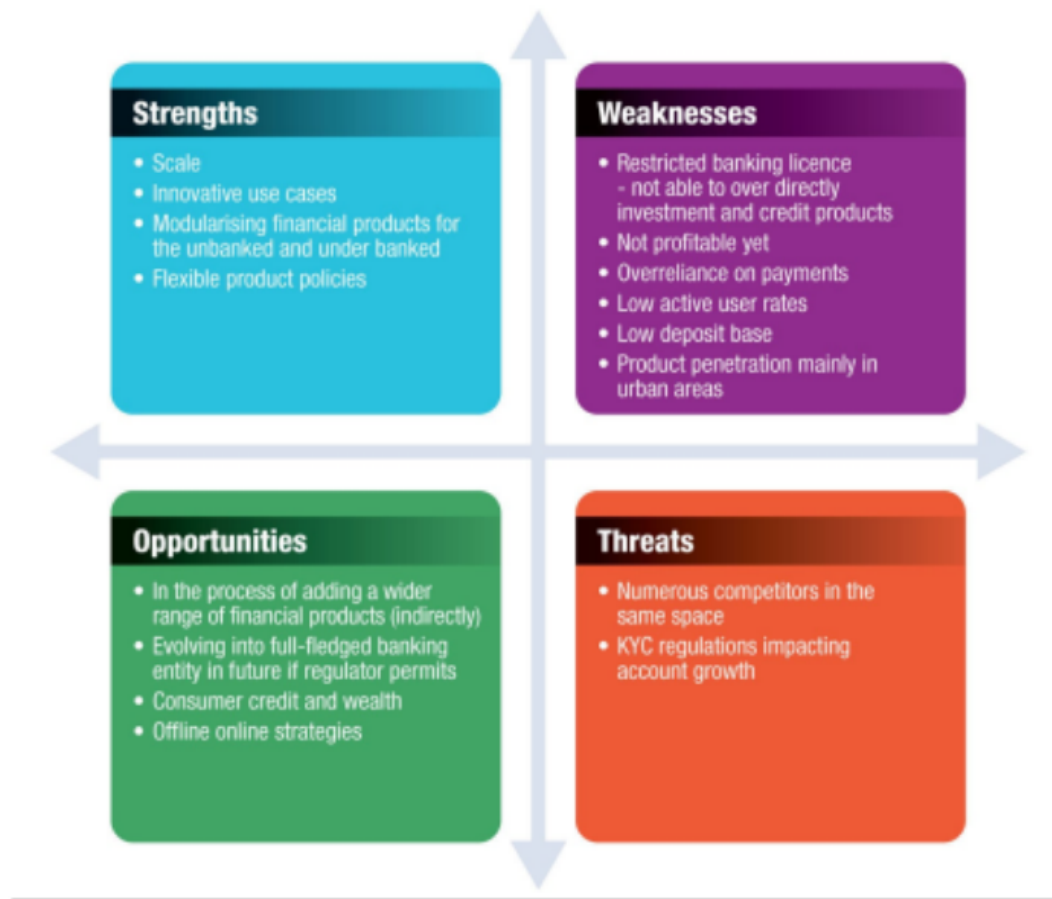 Strengths
• Scale
• Innovative use cases
• Modularising financial products for
the unbanked and under banked
• Flexible product policies
Weaknesses
• Restricted banking licence
- not able to over directly
investment and credit products
• Not profitable yet
• Overreliance on payments
• Low active user rates
• Low deposit base
• Product penetration mainly in
urban areas
Opportunities
• In the process of adding a wider
range of financial products (indirectly)
• Evolving into full-fledged banking
entity in future if regulator permits
• Consumer credit and wealth
• Offline online strategies
Threats
• Numerous competitors in the
same space
• KYC regulations impacting
account growth